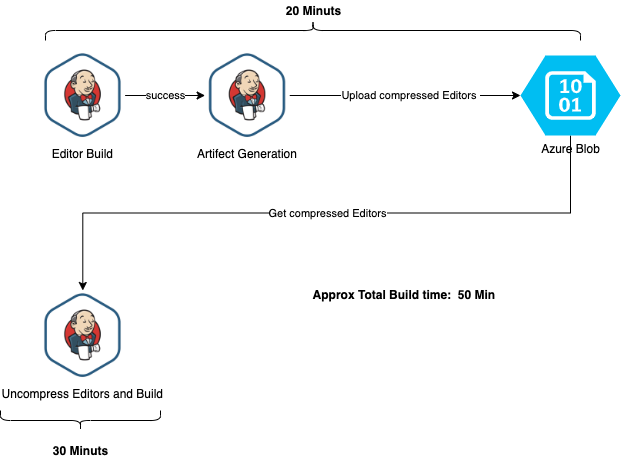 20 Minuts
success
Upload compressed Editors
10
01
Editor Build
Artifect Generation
Azure Blob
Get compressed Editors
Approx Total Build time: 50 Min
Uncompress Editors and Build
30 Minuts